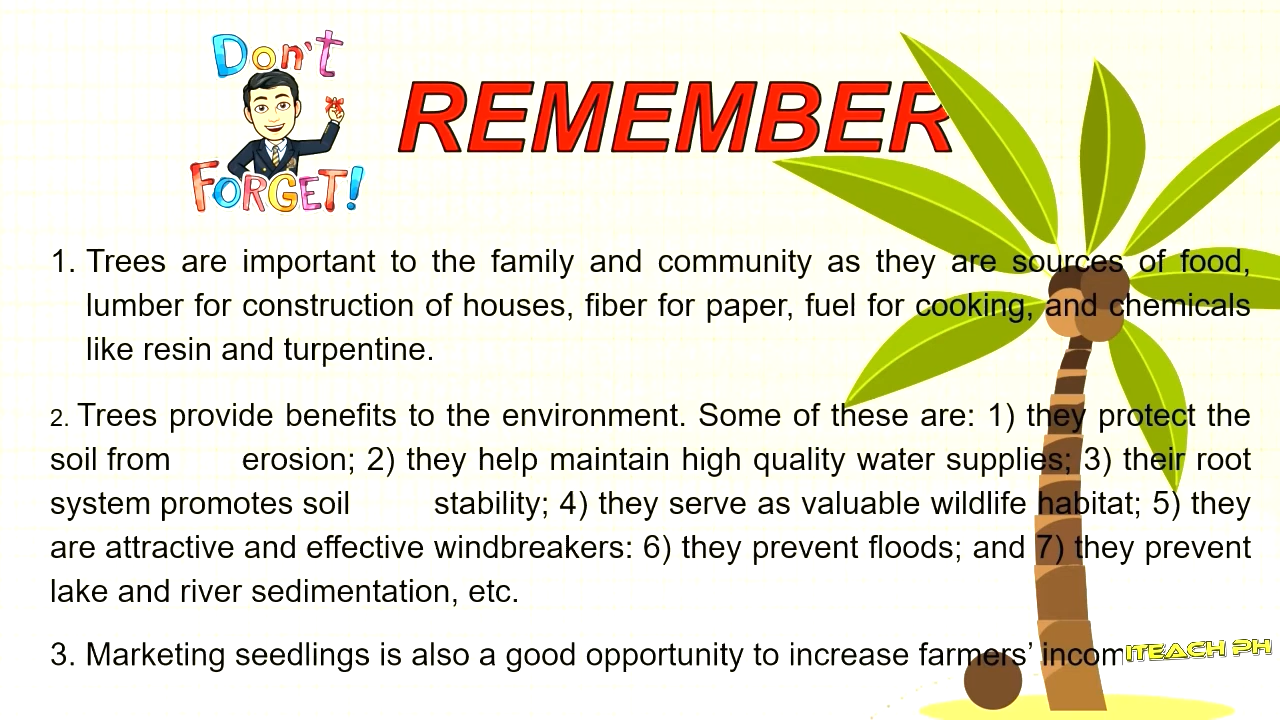 Don't
FORGET!
REMEMBER
1. Trees are important to the family and community as they are sources of food,
lumber for construction of houses, fiber for paper, fuel for cooking, and chemicals
like resin and turpentine.
2. Trees provide benefits to the environment. Some of these are: 1) they protect the
soil from erosion; 2) they help maintain high quality water supplies; 3) their root
system promotes soil stability; 4) they serve as valuable wildlife habitat; 5) they
are attractive and effective windbreakers: 6) they prevent floods; and 7) they prevent
lake and river sedimentation, etc.
3. Marketing seedlings is also a good opportunity to increase farmers’ incom
ITEACH PH